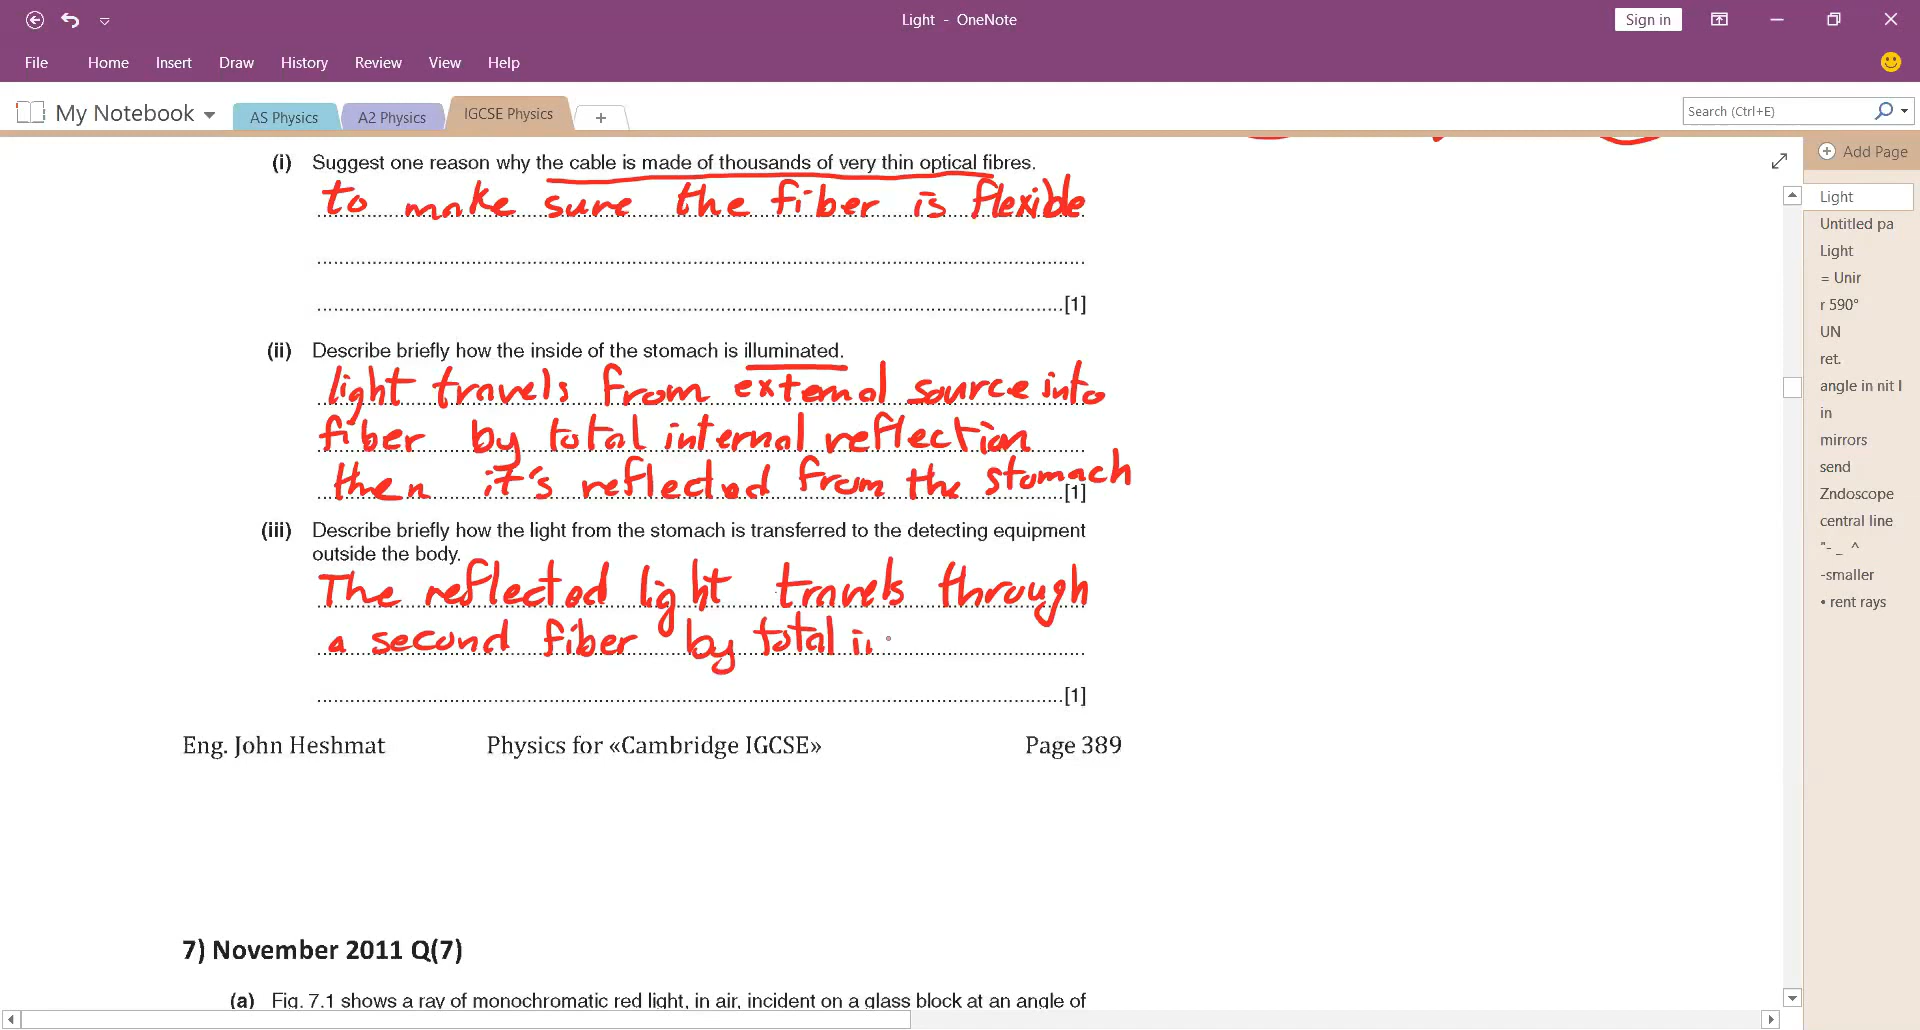 Light - OneNote
Sign in
File Home Insert Draw History Review View Help
My Notebook AS Physics A2 Physics IGCSE Physics +
Search (Ctrl+E)
Add Page
(i) Suggest one reason why the cable is made of thousands of very thin optical fibres.
to make sure the fiber is flexible
[1]
(ii) Describe briefly how the inside of the stomach is illuminated.
light travels from external source into
fiber by total internal reflection
then it's reflected from the stomach
[1]
(iii) Describe briefly how the light from the stomach is transferred to the detecting equipment
outside the body.
The reflected light travels through
a second fiber by total in
[1]
Eng. John Heshmat Physics for «Cambridge IGCSE» Page 389
7) November 2011 Q(7)
(a) Fig. 7.1 shows a ray of monochromatic red light, in air, incident on a glass block at an angle of
Light
Untitled pa
Light
= Unir
r 590°
UN
ret.
angle in nit l
in
mirrors
send
Zndoscope
central line
"- _ ^
-smaller
• rent rays